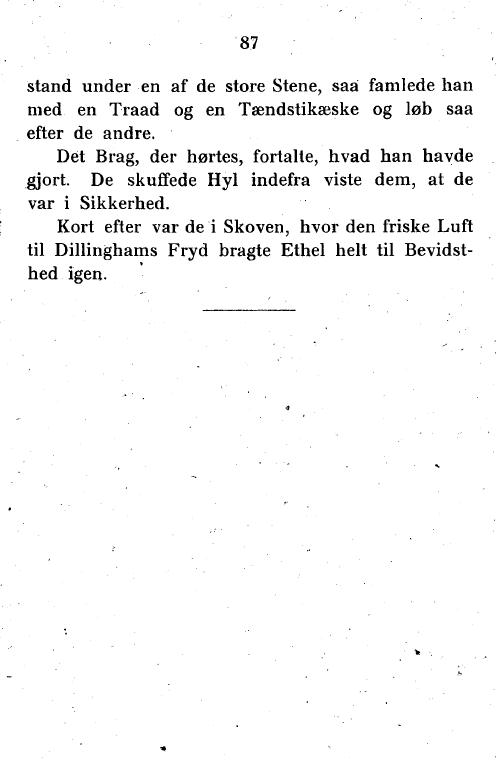 87
stand under en af de store Stene, saa famlede han
med en Traad og en Tændstikæske og løb saa
efter de andre.
Det Brag, der hørtes, fortalte, hvad han havde
gjort. De skuffede Hyl indefra viste dem, at de
var i Sikkerhed.
Kort efter var de i Skoven, hvor den friske Luft
til Dillinghams Fryd bragte Ethel helt til Bevidst-
hed igen.